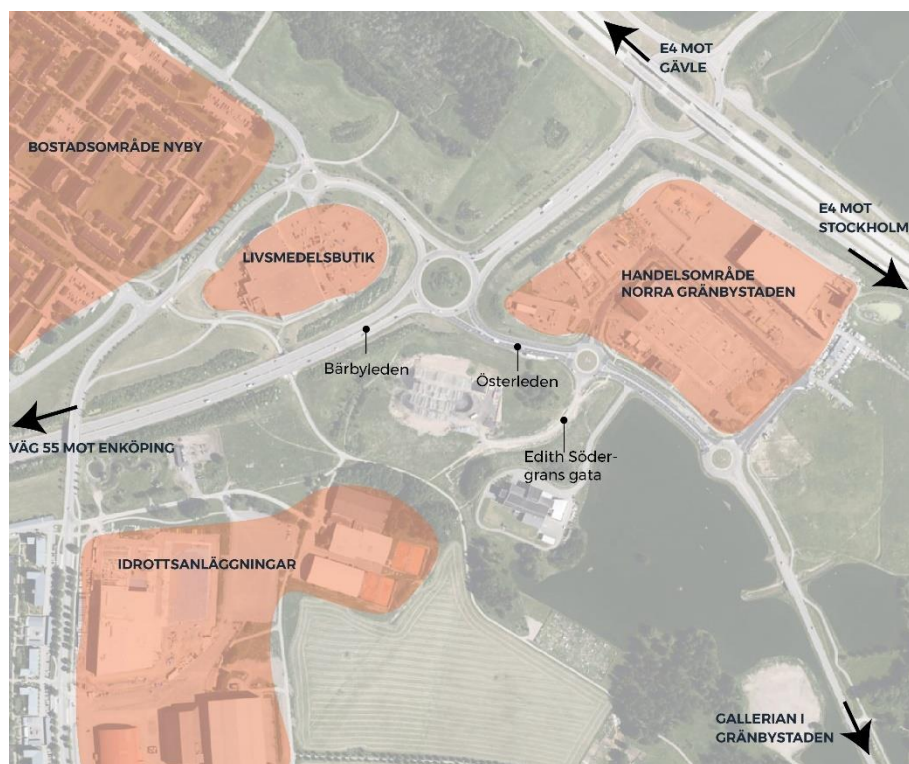 E4 MOT
GÄVLE
BOSTADSOMRÅDE NYBY
E4 MOT
STOCKHOLM
LIVSMEDELSBUTIK
HANDELSOMRÅDE
NORRA GRÄNBYSTADEN
Bärbyleden
Österleden
VÄG 55 MOT ENKÖPING
Edith Söder-
grans gata
IDROTTSANLÄGGNINGAR
GALLERIAN I
GRÄNBYSTADEN